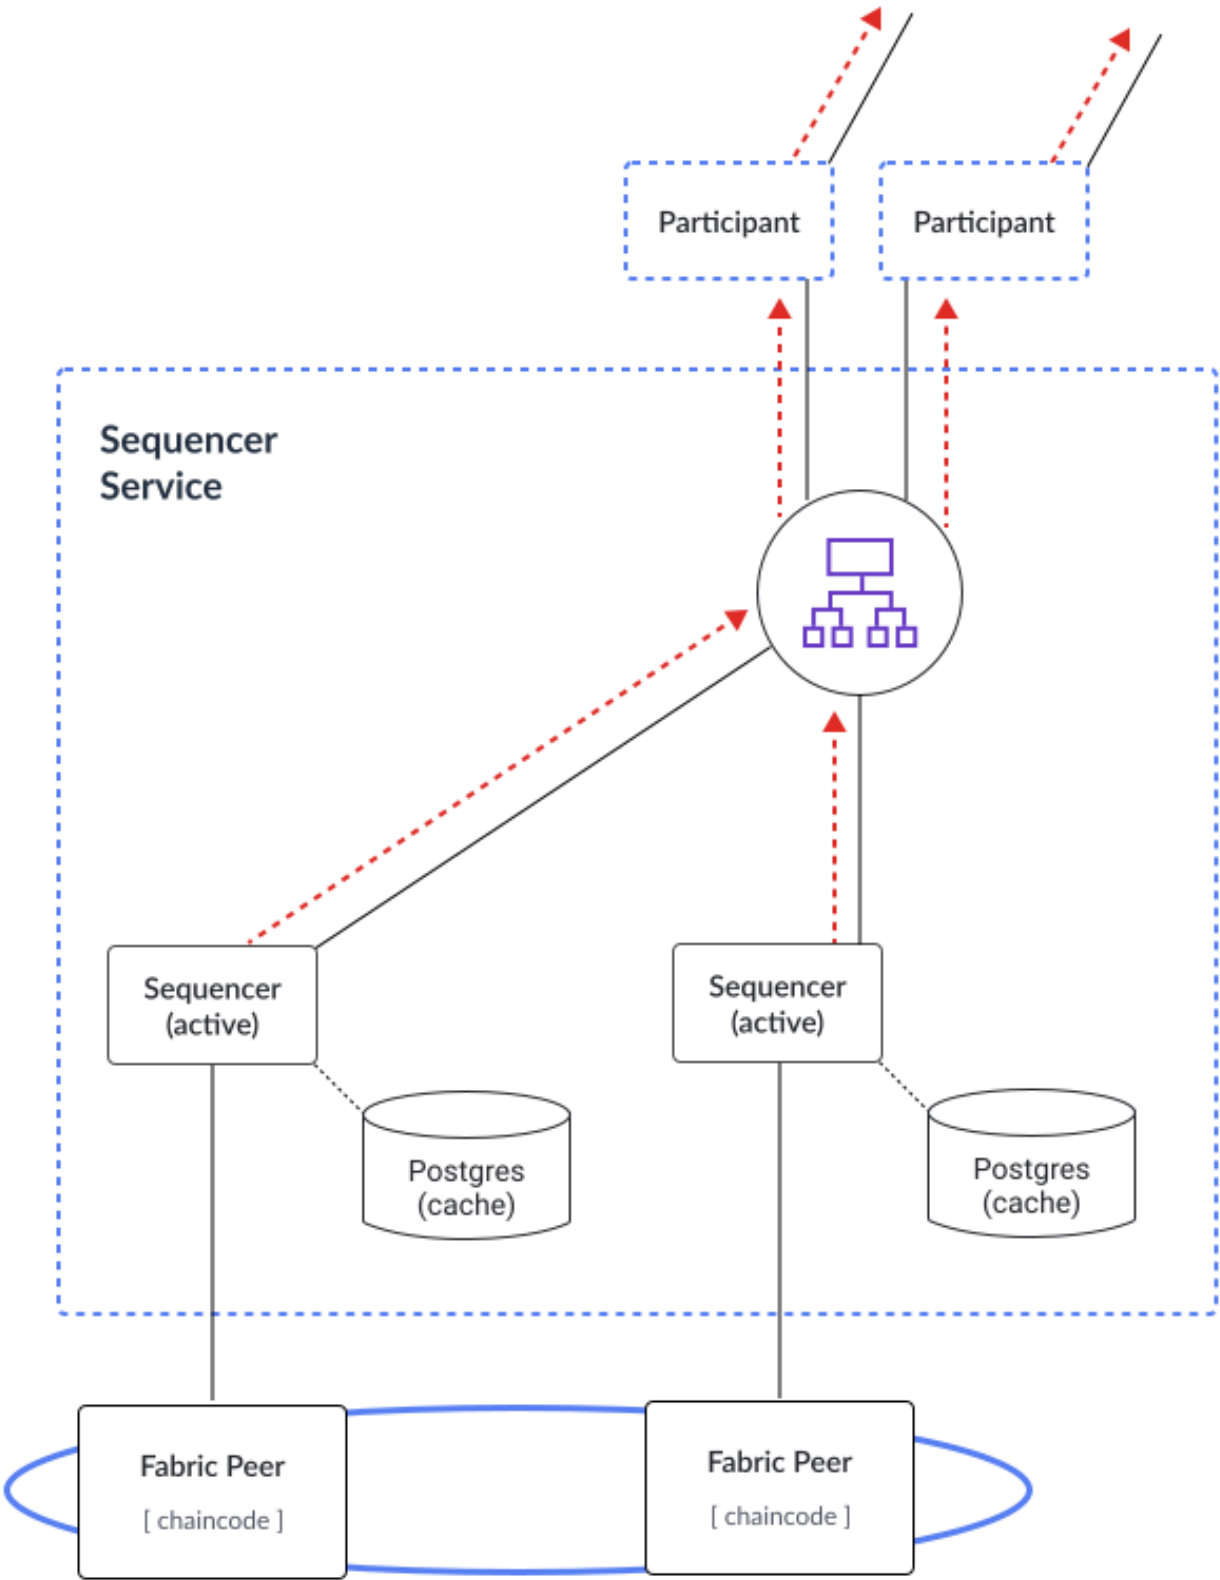 Participant
Participant
Sequencer
Service
Sequencer
(active)
Sequencer
(active)
Postgres
(cache)
Postgres
(cache)
Fabric Peer
[ chaincode ]
Fabric Peer
[ chaincode ]